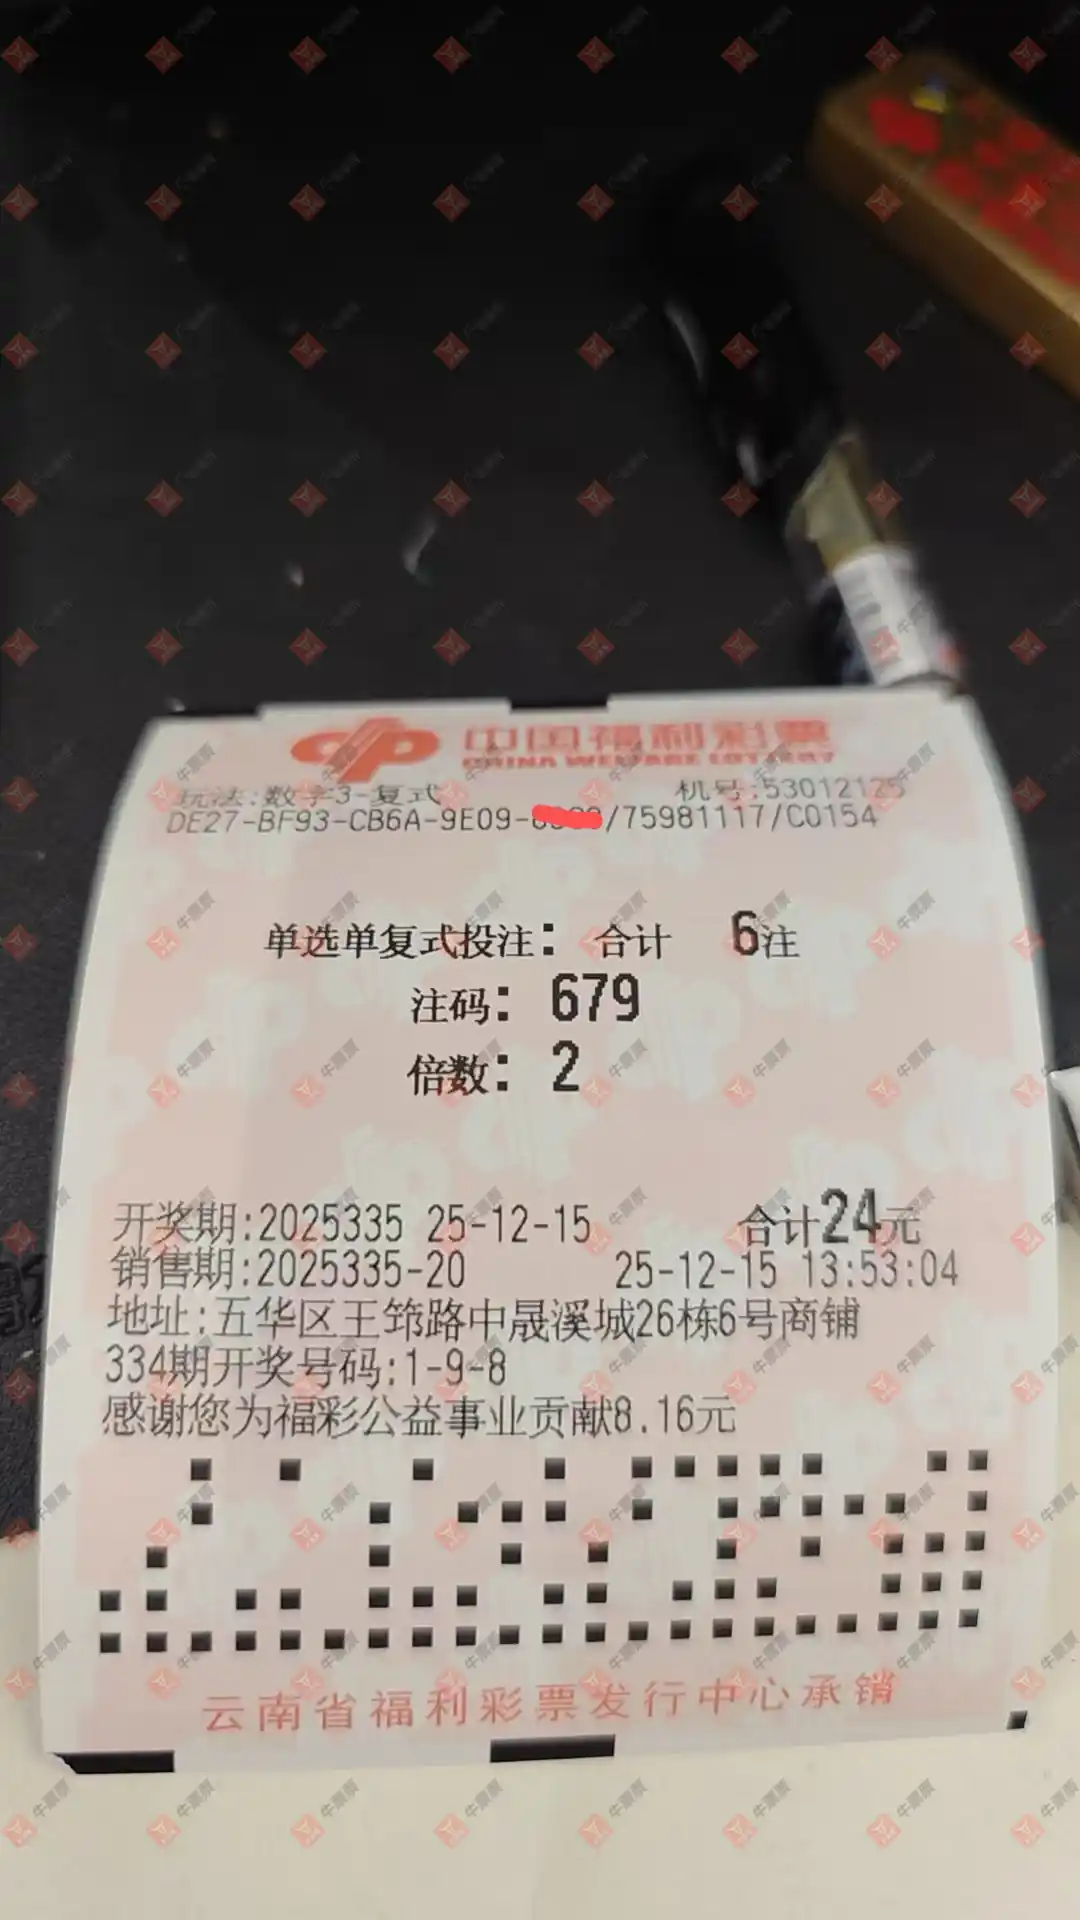 中国福利彩票
CHINA WELFARE LOTTERY
玩法:数字3-复式 机号:53012125
DE27-BF93-CB6A-9E09-/75981117/C0154
单选单复式投注: 合计 6注
注码: 679
倍数: 2
开奖期:2025335 25-12-15 合计24元
销售期:2025335-20 25-12-15 13:53:04
地址:五华区王筇路中晟溪城26栋6号商铺
334期开奖号码:1-9-8
感谢您为福彩公益事业贡献8.16元
云南省福利彩票发行中心承销
牛票票